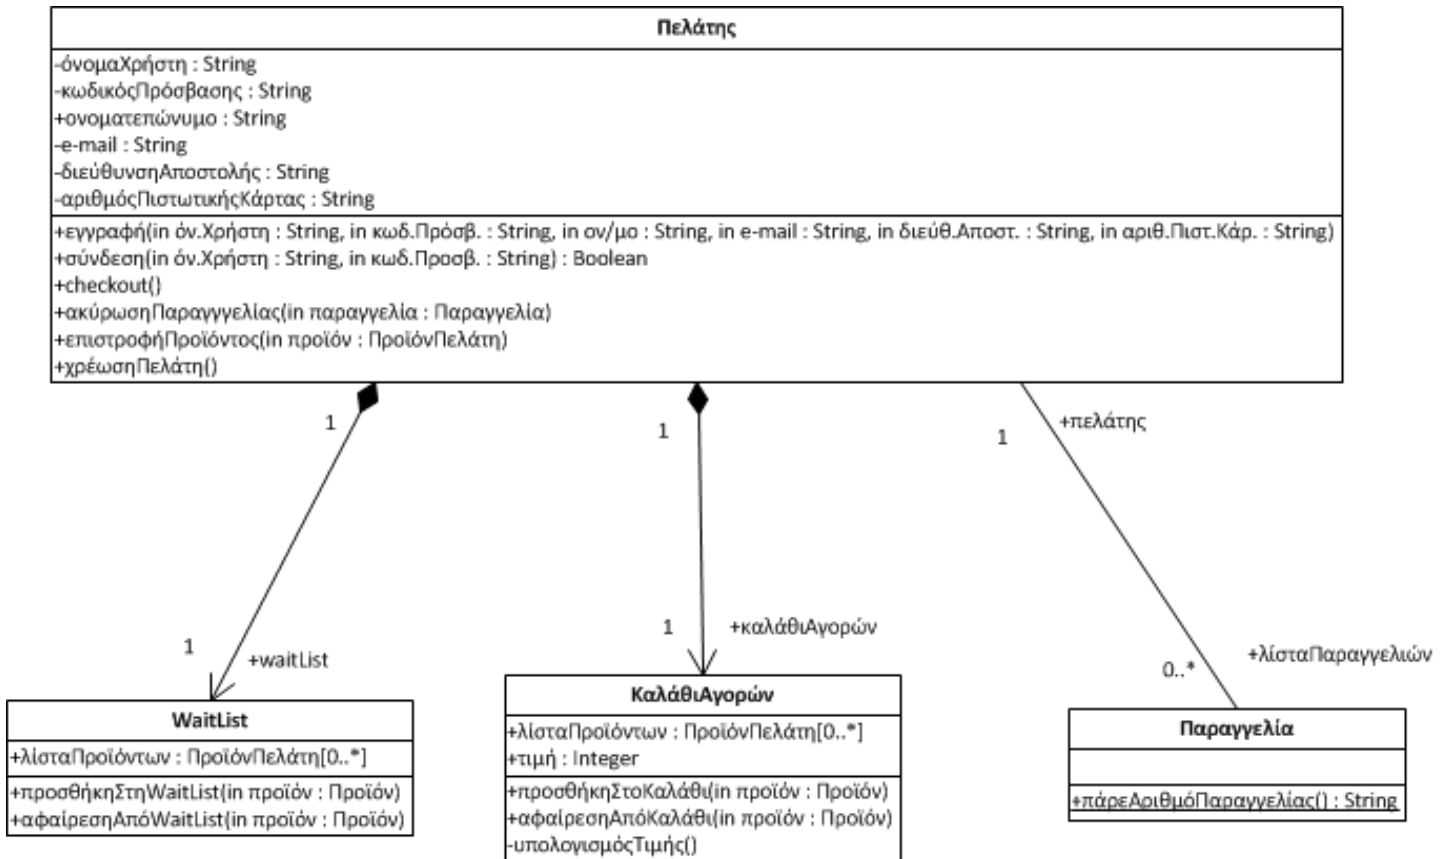 Πελάτης
-όνομαΧρήστη : String
-κωδικόςΠρόσβασης : String
+ονοματεπώνυμο : String
-e-mail : String
-διεύθυνσηΑποστολής : String
-αριθμόςΠιστωτικήςΚάρτας : String
+εγγραφή(in όν.Χρήστη : String, in κωδ.Πρόσβ. : String, in ον/μο : String, in e-mail : String, in διεύθ.Αποστ. : String, in αριθ.Πιστ.Κάρ. : String)
+σύνδεση(in όν.Χρήστη : String, in κωδ.Προσβ. : String) : Boolean
+checkout()
+ακύρωσηΠαραγγγελίας(in παραγγελία : Παραγγελία)
+επιστροφήΠροϊόντος(in προϊόν : ΠροϊόνΠελάτη)
+χρέωσηΠελάτη()
1
1
1
+πελάτης
1
+waitList
1
+καλάθιΑγορών
0..*
+λίσταΠαραγγελιών
WaitList
+λίσταΠροϊόντων : ΠροϊόνΠελάτη[0..*]
+προσθήκηΣτηWaitList(in προϊόν : Προϊόν)
+αφαίρεσηΑπόWaitList(in προϊόν : Προϊόν)
ΚαλάθιΑγορών
+λίσταΠροϊόντων : ΠροϊόνΠελάτη[0..*]
+τιμή : Integer
+προσθήκηΣτοΚαλάθι(in προϊόν : Προϊόν)
+αφαίρεσηΑπόΚαλάθι(in προϊόν : Προϊόν)
-υπολογισμόςΤιμής()
Παραγγελία
+πάρεΑριθμόΠαραγγελίας() : String